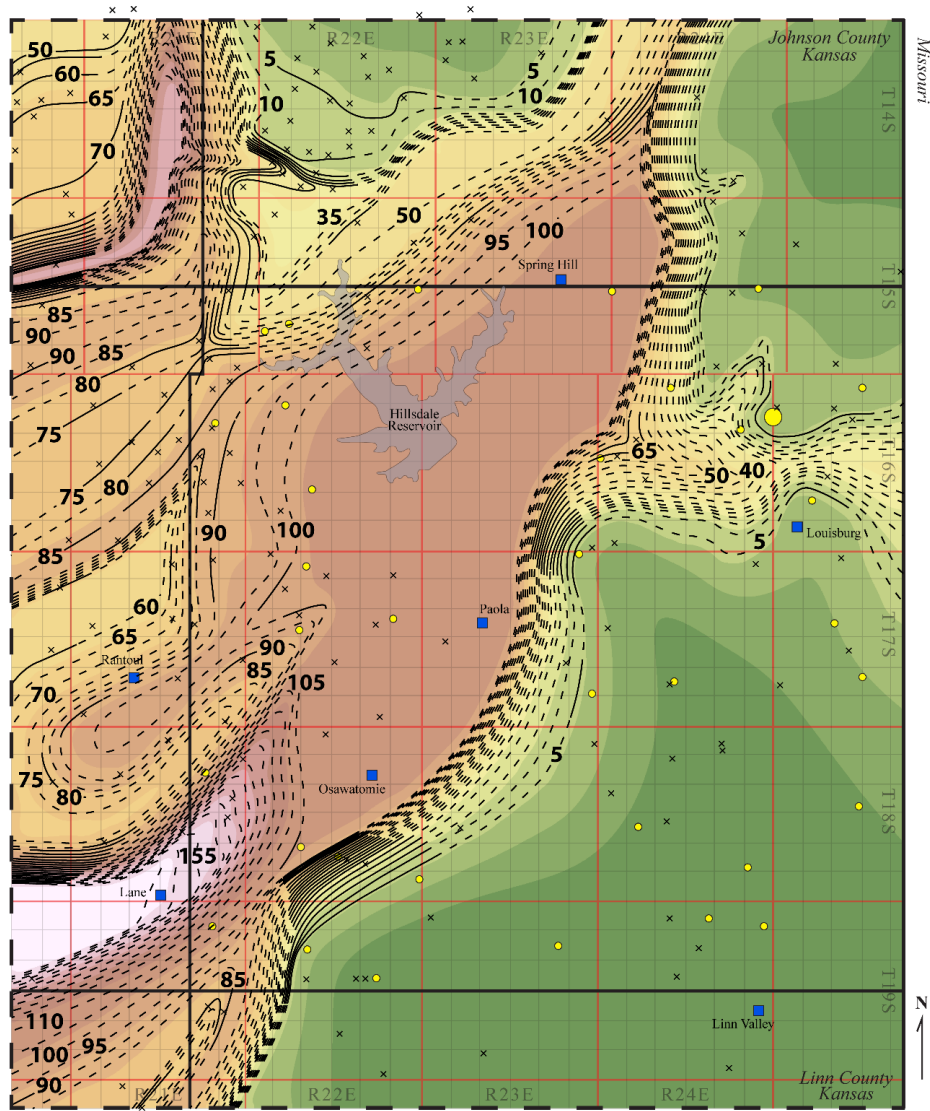 R21E
R22E
R23E
R24E
Johnson County
Kansas
Missouri
50
60
65
70
5
10
5
10
T14S
35
50
95
100
Spring Hill
T15S
85
90
90
85
80
75
75
80
85
Hillsdale
Reservoir
65
50
40
T16S
90
100
5
Louisburg
60
65
Rantoul
70
75
80
90
85
105
Paola
T17S
5
Osawatomie
T18S
155
Lane
85
110
100
95
90
T19S
Linn Valley
N
R21E
R22E
R23E
R24E
Linn County
Kansas